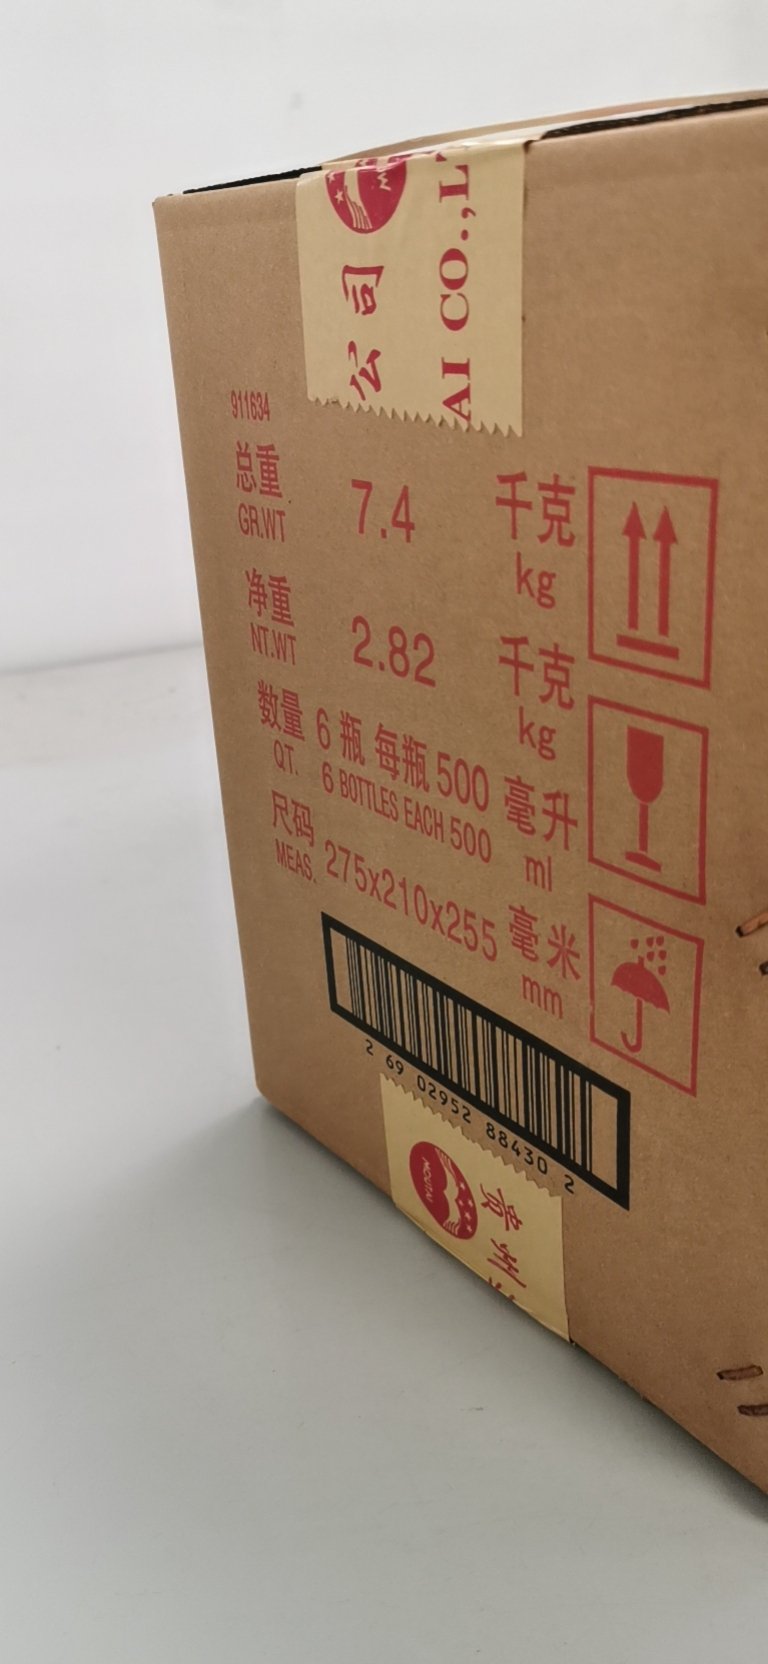 公司
AI CO.,L
911634
总重 7.4 千克
GR.WT kg
净重 2.82 千克
NT.WT kg
数量 6 瓶 每瓶 500 毫升
QT. 6 BOTTLES EACH 500 ml
尺码 275x210x255 毫米
MEAS. mm
2 69 02952 88430 2
MOUTAI
贵